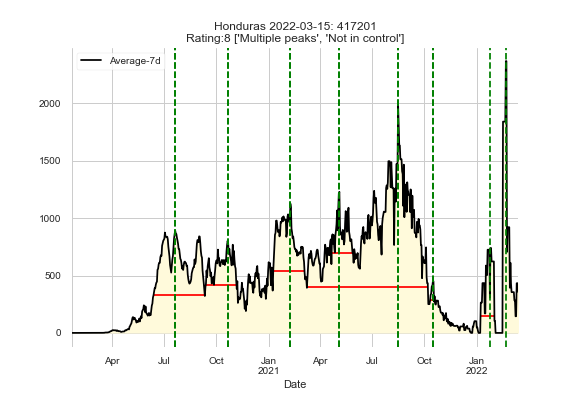 Honduras 2022-03-15: 417201
Rating:8 ['Multiple peaks', 'Not in control']
Average-7d
2000
1500
1000
500
0
Apr
Jul
Oct
Jan
2021
Apr
Jul
Oct
Jan
2022
Date